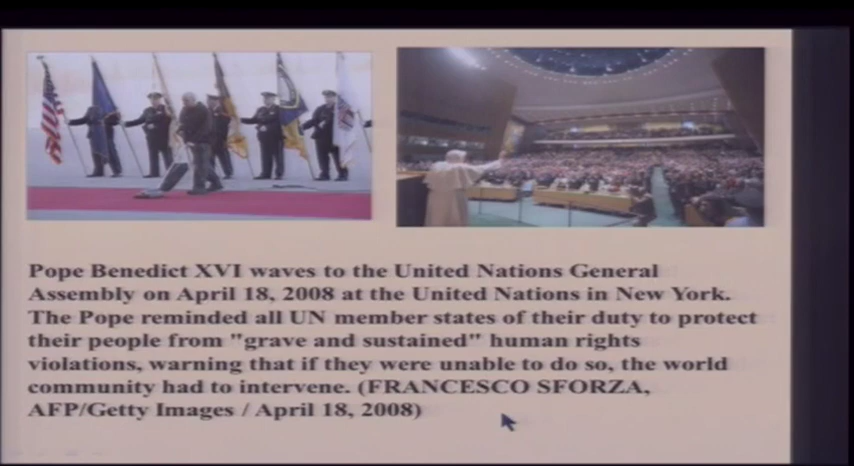 Pope Benedict XVI waves to the United Nations General
Assembly on April 18, 2008 at the United Nations in New York.
The Pope reminded all UN member states of their duty to protect
their people from "grave and sustained" human rights
violations, warning that if they were unable to do so, the world
community had to intervene. (FRANCESCO SFORZA,
AFP/Getty Images / April 18, 2008)